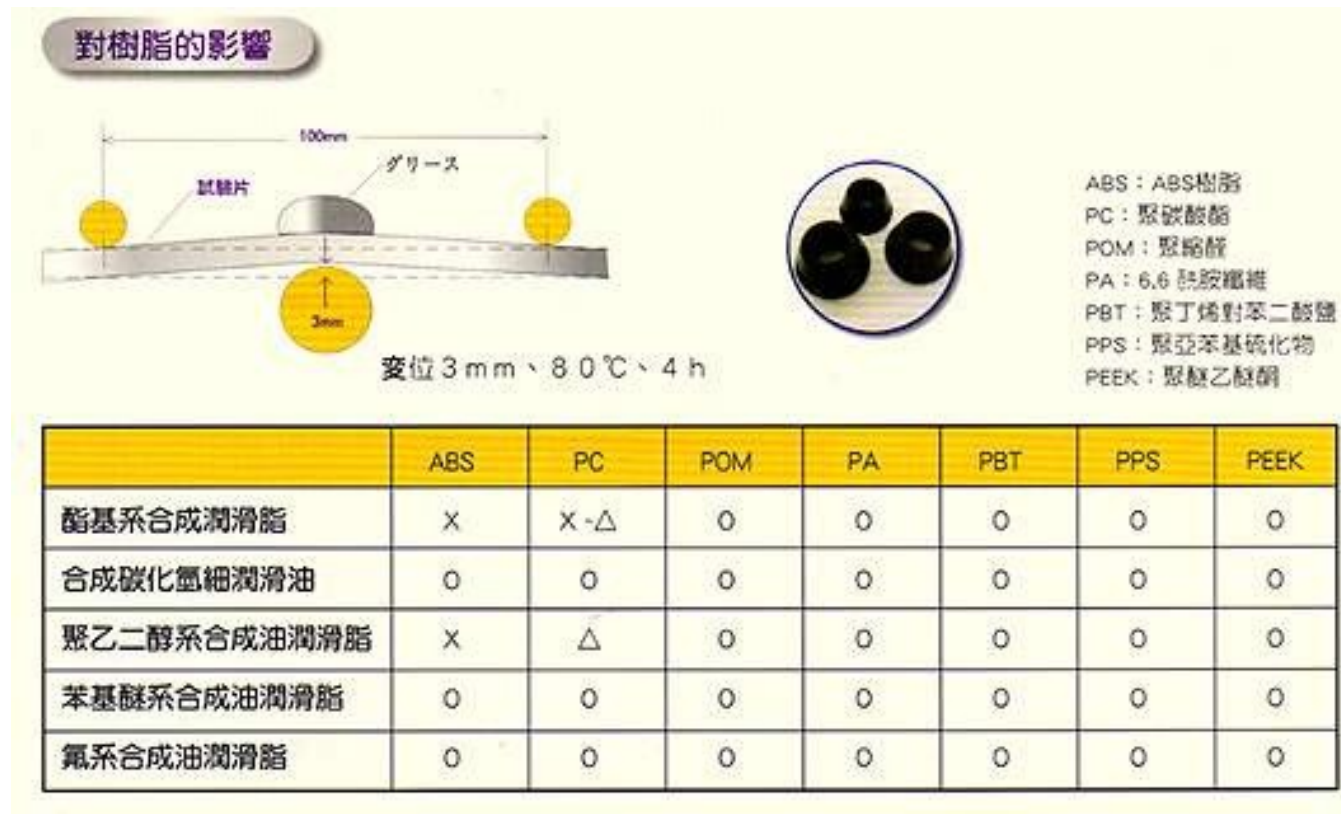 對樹脂的影響
100mm
グリース
試驗片
3mm
変位3mm、80℃、4h
ABS：ABS樹脂
PC：聚碳酸酯
POM：聚縮醛
PA：6.6 胺纖維
PBT：聚丁烯對苯二酸鹽
PPS：聚亞苯基硫化物
PEEK：聚醚乙醚酮
ABS PC POM PA PBT PPS PEEK
酯基系合成潤滑脂 X X-△ O O O O O
合成碳化氫細潤滑油 O O O O O O O
聚乙二醇系合成油潤滑脂 X △ O O O O O
苯基醚系合成油潤滑脂 O O O O O O O
氟系合成油潤滑脂 O O O O O O O